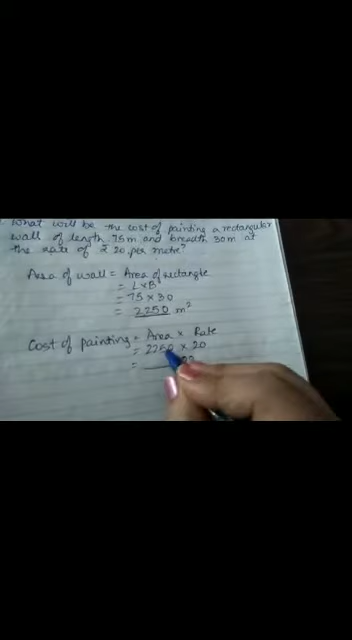 What will be the cost of painting a rectangular
wall of length 75m and breadth 30m at
the rate of ₹ 20 per metre?
Area of wall = Area of rectangle
= L×B
= 75 × 30
= 2250 m²
Cost of painting = Area × Rate
= 2250 × 20
=